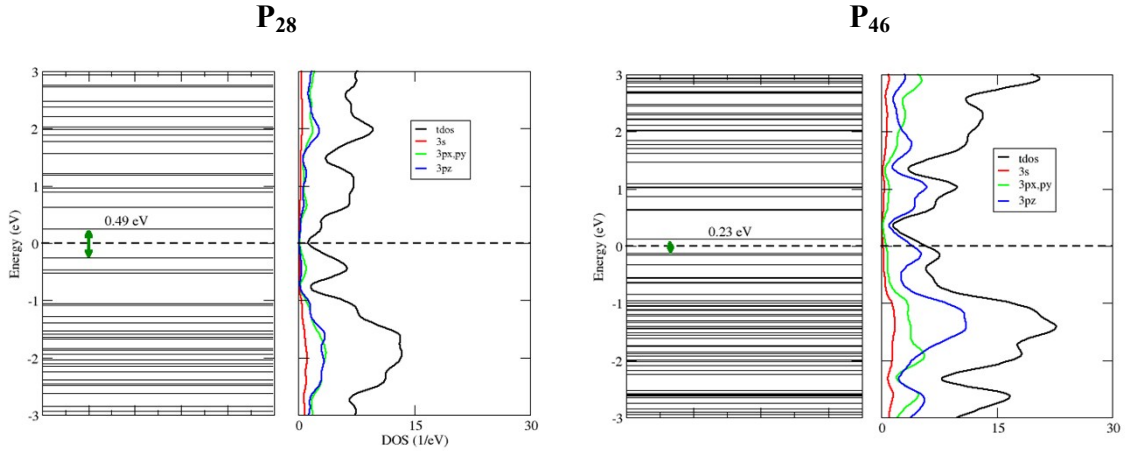 P28
P46
3
2
1
0
-1
-2
-3
Energy (eV)
0.49 eV
tdos
3s
3px,py
3pz
0
15
30
DOS (1/eV)
3
2
1
0
-1
-2
-3
Energy (eV)
0.23 eV
tdos
3s
3px,py
3pz
0
15
30